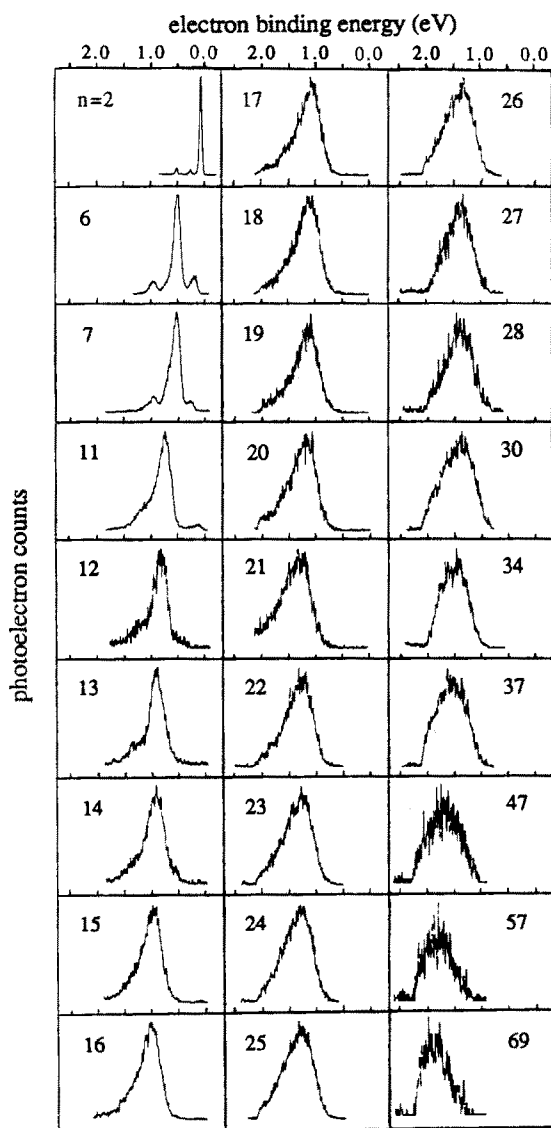 electron binding energy (eV)
2.0 1.0 0.0 2.0 1.0 0.0 2.0 1.0 0.0
n=2 17 26
6 18 27
7 19 28
11 20 30
12 21 34
13 22 37
14 23 47
15 24 57
16 25 69
photoelectron counts